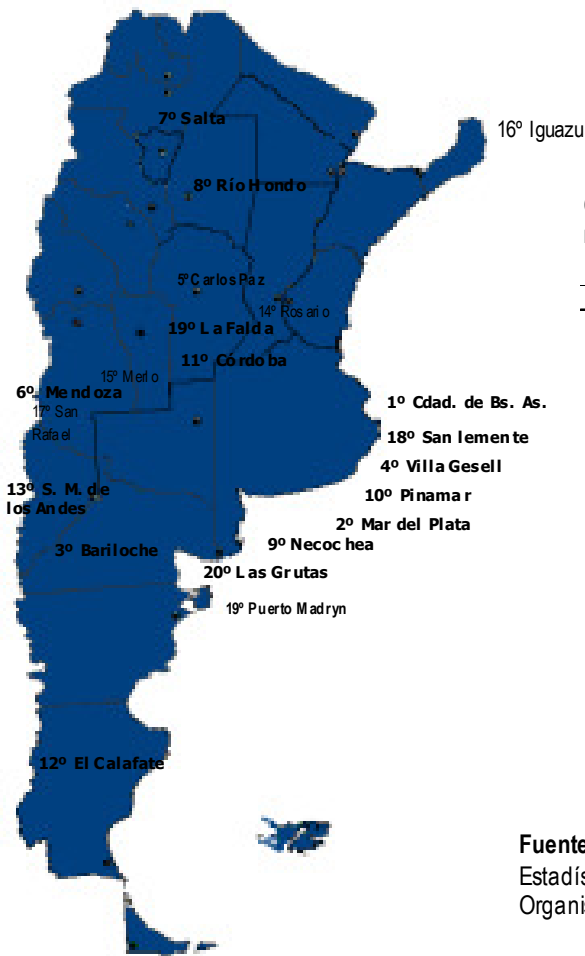 7º Salta
16º Iguazu
8º Río Hondo
5º Carlos Paz
14º Rosario
19º La Falda
11º Córdoba
15º Merlo
6º Mendoza
17º San
Rafael
1º Cdad. de Bs. As.
18º San lemente
4º Villa Gesell
13º S. M. de
los Andes
10º Pinamar
2º Mar del Plata
9º Necochea
3º Bariloche
20º Las Grutas
19º Puerto Madryn
12º El Calafate
Fuente
Estadís
Organis